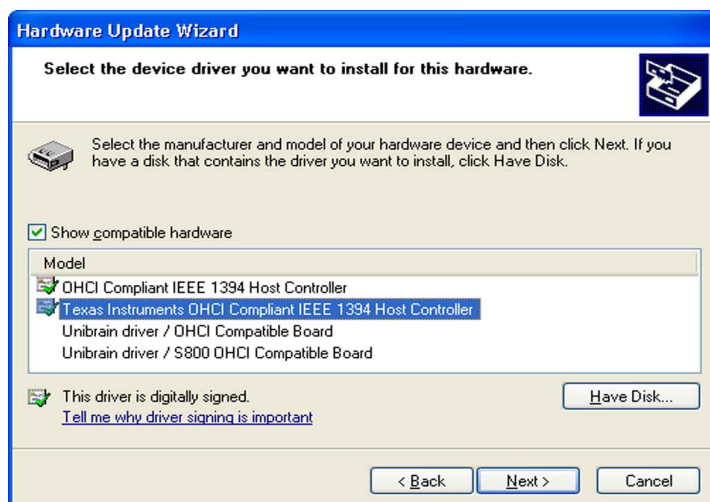 Hardware Update Wizard
Select the device driver you want to install for this hardware.
Select the manufacturer and model of your hardware device and then click Next. If you
have a disk that contains the driver you want to install, click Have Disk.
Show compatible hardware
Model
OHCI Compliant IEEE 1394 Host Controller
Texas Instruments OHCI Compliant IEEE 1394 Host Controller
Unibrain driver / OHCI Compatible Board
Unibrain driver / S800 OHCI Compatible Board
This driver is digitally signed.
Have Disk...
Tell me why driver signing is important
< Back Next > Cancel